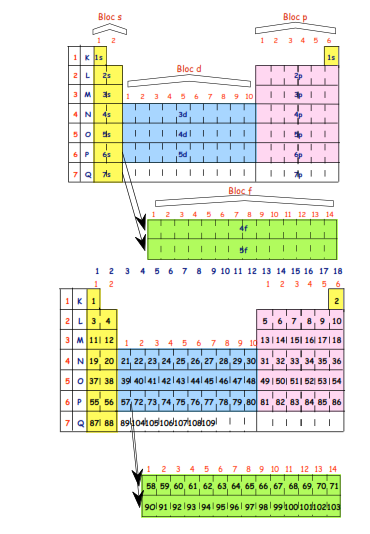 Bloc s Bloc p
1 2 1 2 3 4 5 6
1 K 1s 1s
Bloc d
2 L 2s 2p
3 M 3s 1 2 3 4 5 6 7 8 9 10 3p
4 N 4s 3d 4p
5 O 5s 4d 5p
6 P 6s 5d 6p
7 Q 7s 7p
Bloc f
1 2 3 4 5 6 7 8 9 10 11 12 13 14
4f
5f
1 2 3 4 5 6 7 8 9 10 11 12 13 14 15 16 17 18
1 2 1 2 3 4 5 6
1 K 1 2
2 L 3 4 5 6 7 8 9 10
3 M 11 12 1 2 3 4 5 6 7 8 9 10 13 14 15 16 17 18
4 N 19 20 21 22 23 24 25 26 27 28 29 30 31 32 33 34 35 36
5 O 37 38 39 40 41 42 43 44 45 46 47 48 49 50 51 52 53 54
6 P 55 56 57 72 73 74 75 76 77 78 79 80 81 82 83 84 85 86
7 Q 87 88 89 104 105 106 107 108 109
1 2 3 4 5 6 7 8 9 10 11 12 13 14
58 59 60 61 62 63 64 65 66 67 68 69 70 71
90 91 92 93 94 95 96 97 98 99 100 101 102 103